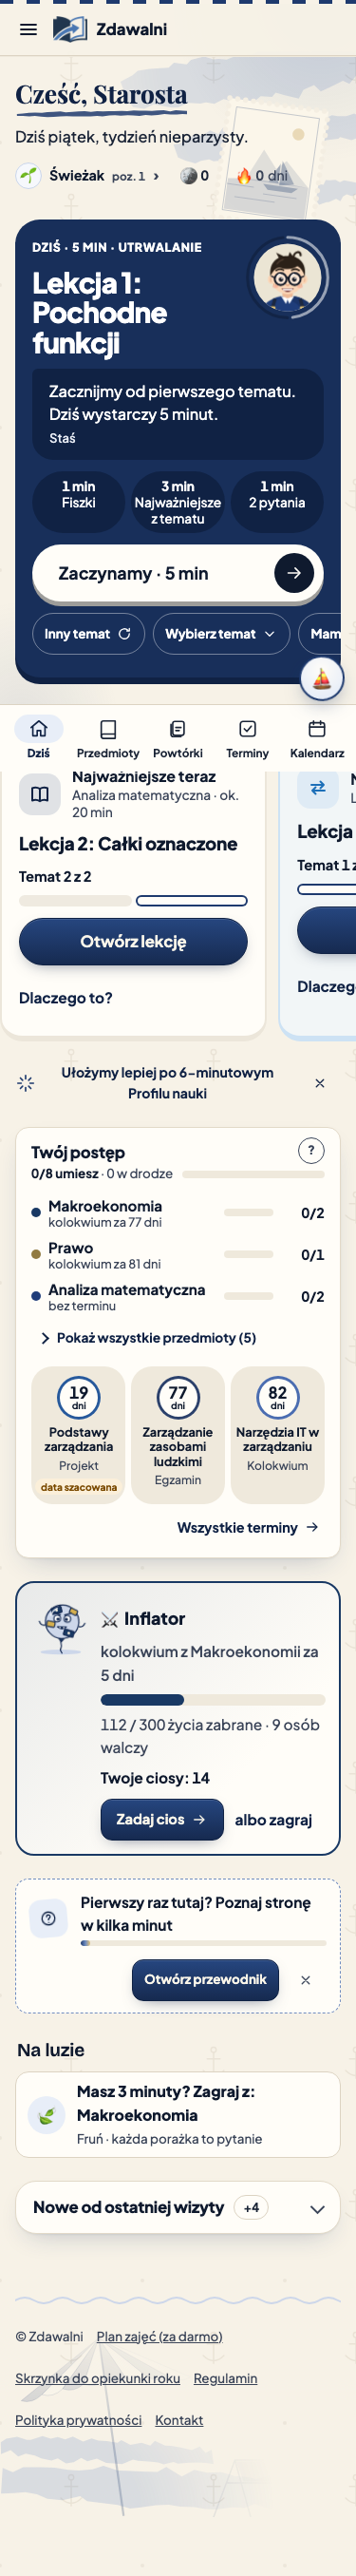 Zdawalni
Cześć, Starosta
Dziś piątek, tydzień nieparzysty.
Świeżak poz. 1 › 0 0 dni
DZIŚ · 5 MIN · UTRWALANIE
Lekcja 1:
Pochodne
funkcji
Zacznijmy od pierwszego tematu.
Dziś wystarczy 5 minut.
Staś
1 min
Fiszki
3 min
Najważniejsze
z tematu
1 min
2 pytania
Zaczynamy · 5 min
Inny temat
Wybierz temat
Mam
Dziś
Przedmioty
Powtórki
Terminy
Kalendarz
Najważniejsze teraz
Analiza matematyczna · ok.
20 min
Lekcja 2: Całki oznaczone
Temat 2 z 2
Otwórz lekcję
Dlaczego to?
Lekcja
Temat 1 z
Dlaczeg
Ułożymy lepiej po 6-minutowym
Profilu nauki
Twój postęp
?
0/8 umiesz · 0 w drodze
Makroekonomia
kolokwium za 77 dni
0/2
Prawo
kolokwium za 81 dni
0/1
Analiza matematyczna
bez terminu
0/2
Pokaż wszystkie przedmioty (5)
19
dni
Podstawy
zarządzania
Projekt
data szacowana
77
dni
Zarządzanie
zasobami
ludzkimi
Egzamin
82
dni
Narzędzia IT w
zarządzaniu
Kolokwium
Wszystkie terminy
Inflator
kolokwium z Makroekonomii za
5 dni
112 / 300 życia zabrane · 9 osób
walczy
Twoje ciosy: 14
Zadaj cios
albo zagraj
Pierwszy raz tutaj? Poznaj stronę
w kilka minut
Otwórz przewodnik
Na luzie
Masz 3 minuty? Zagraj z:
Makroekonomia
Fruń · każda porażka to pytanie
Nowe od ostatniej wizyty +4
© Zdawalni Plan zajęć (za darmo)
Skrzynka do opiekunki roku Regulamin
Polityka prywatności Kontakt